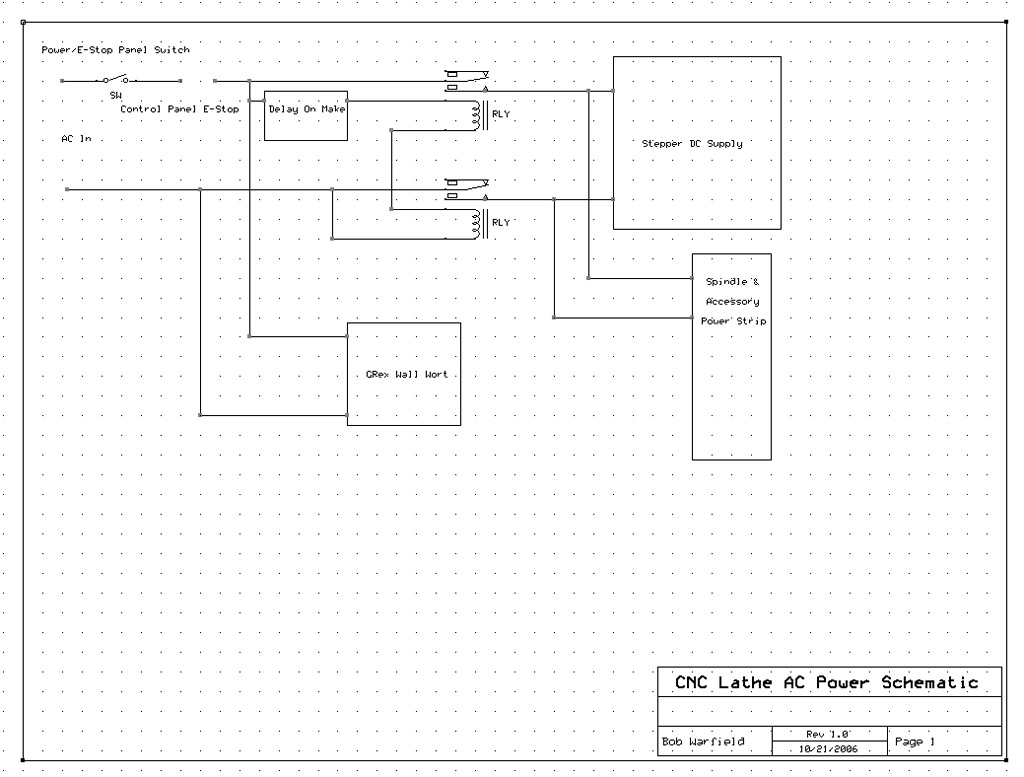 Power/E-Stop Panel Switch
SW
Control Panel E-Stop
Delay On Make
RLY
AC In
Stepper DC Supply
RLY
Spindle &
Accessory
Power Strip
GRex Wall Wort
CNC Lathe AC Power Schematic
Bob Warfield
Rev 1.0
10/21/2006
Page 1